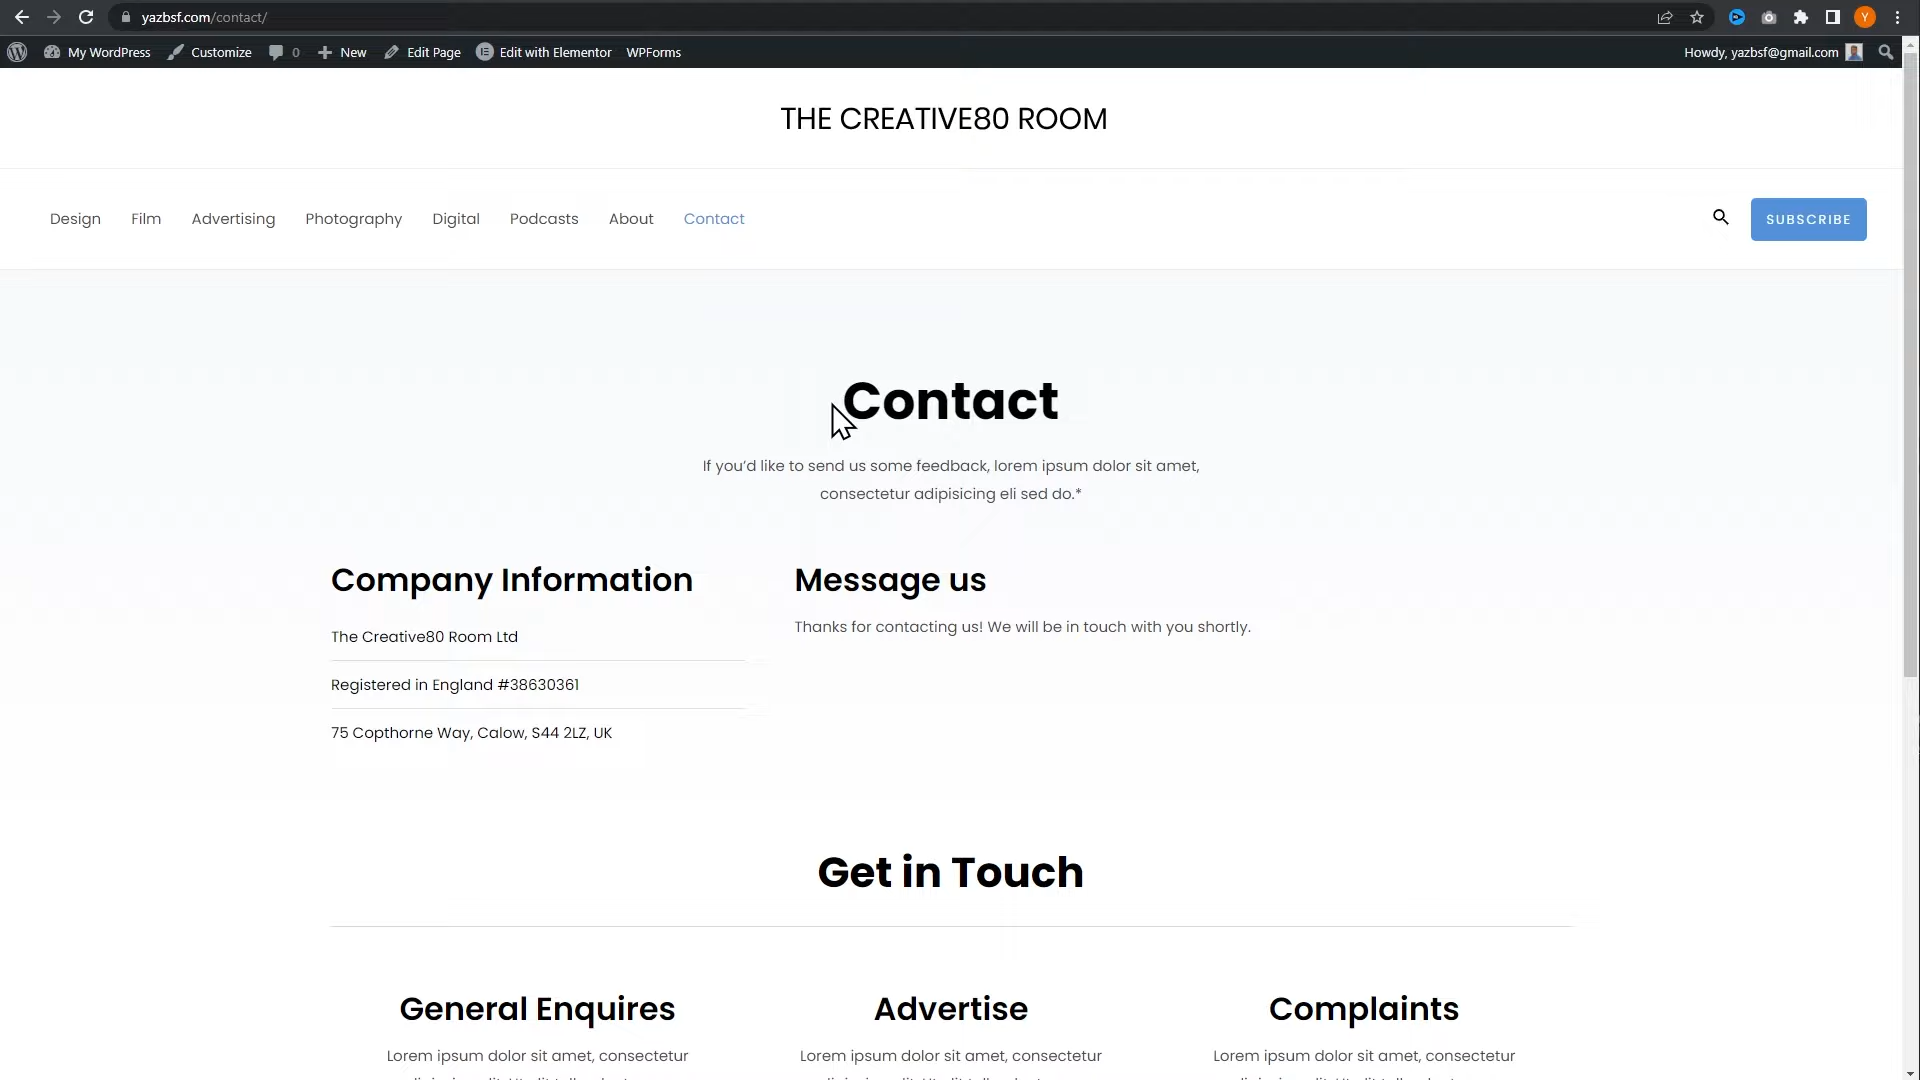 yazbsf.com/contact/
Y
My WordPress Customize 0 New Edit Page Edit with Elementor WPForms Howdy, yazbsf@gmail.com
THE CREATIVE80 ROOM
Design Film Advertising Photography Digital Podcasts About Contact SUBSCRIBE
Contact
If you'd like to send us some feedback, lorem ipsum dolor sit amet,
consectetur adipisicing eli sed do.*
Company Information
The Creative80 Room Ltd
Registered in England #38630361
75 Copthorne Way, Calow, S44 2LZ, UK
Message us
Thanks for contacting us! We will be in touch with you shortly.
Get in Touch
General Enquires
Lorem ipsum dolor sit amet, consectetur
Advertise
Lorem ipsum dolor sit amet, consectetur
Complaints
Lorem ipsum dolor sit amet, consectetur